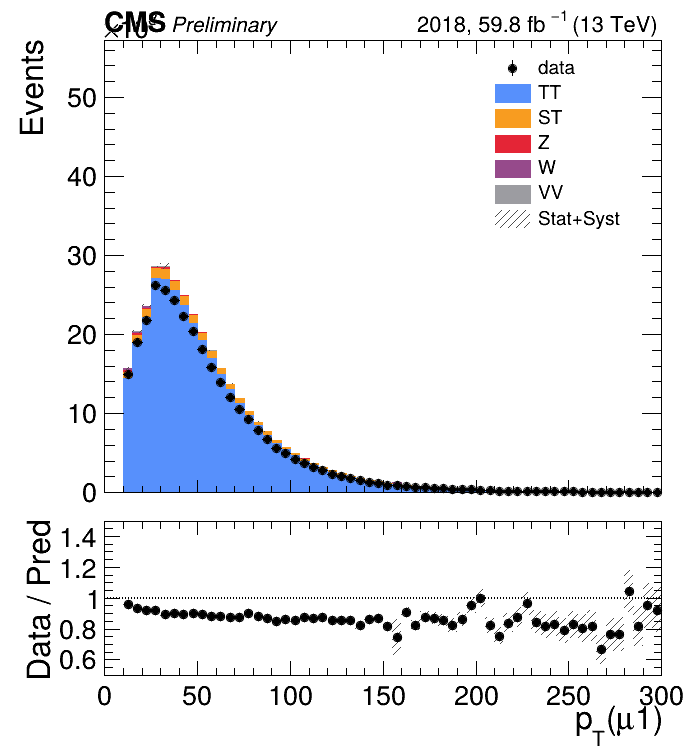 CMS Preliminary
2018, 59.8 fb⁻¹ (13 TeV)
Events
50
40
30
20
10
0
data
TT
ST
Z
W
VV
Stat+Syst
Data / Pred
1.4
1.2
1
0.8
0.6
0 50 100 150 200 250 300
p_T(μ1)